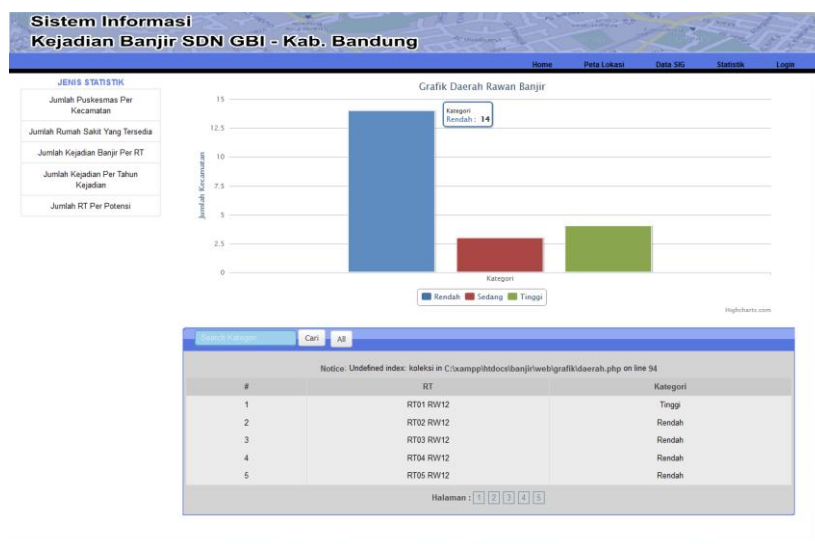 Sistem Informasi
Kejadian Banjir SDN GBI - Kab. Bandung
Home Peta Lokasi Data SIG Statistik Login
JENIS STATISTIK
Jumlah Puskesmas Per
Kecamatan
Jumlah Rumah Sakit Yang Tersedia
Jumlah Kejadian Banjir Per RT
Jumlah Kejadian Per Tahun
Kejadian
Jumlah RT Per Potensi
Grafik Daerah Rawan Banjir
Jumlah Kecamatan
15
12.5
10
7.5
5
2.5
0
Kategori
Rendah : 14
Kategori
Rendah Sedang Tinggi
Highcharts.com
Search Kategori Cari All
Notice: Undefined index: koleksi in C:\xampp\htdocs\banjir\web\grafik\daerah.php on line 94
# RT Kategori
1 RT01 RW12 Tinggi
2 RT02 RW12 Rendah
3 RT03 RW12 Rendah
4 RT04 RW12 Rendah
5 RT05 RW12 Rendah
Halaman : 1 2 3 4 5